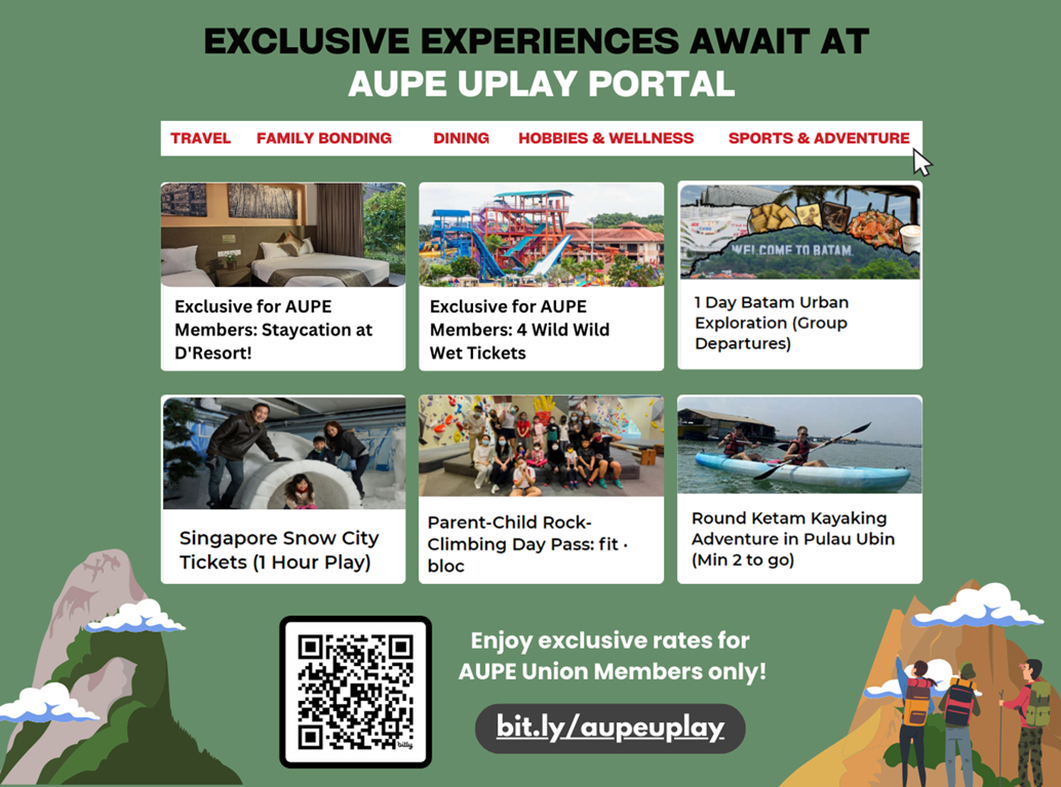 EXCLUSIVE EXPERIENCES AWAIT AT
AUPE UPLAY PORTAL
TRAVEL FAMILY BONDING DINING HOBBIES & WELLNESS SPORTS & ADVENTURE
Exclusive for AUPE
Members: Staycation at
D'Resort!
Exclusive for AUPE
Members: 4 Wild Wild
Wet Tickets
WELCOME TO BATAM
1 Day Batam Urban
Exploration (Group
Departures)
Singapore Snow City
Tickets (1 Hour Play)
Parent-Child Rock-
Climbing Day Pass: fit ·
bloc
Round Ketam Kayaking
Adventure in Pulau Ubin
(Min 2 to go)
bitly
Enjoy exclusive rates for
AUPE Union Members only!
bit.ly/aupeuplay